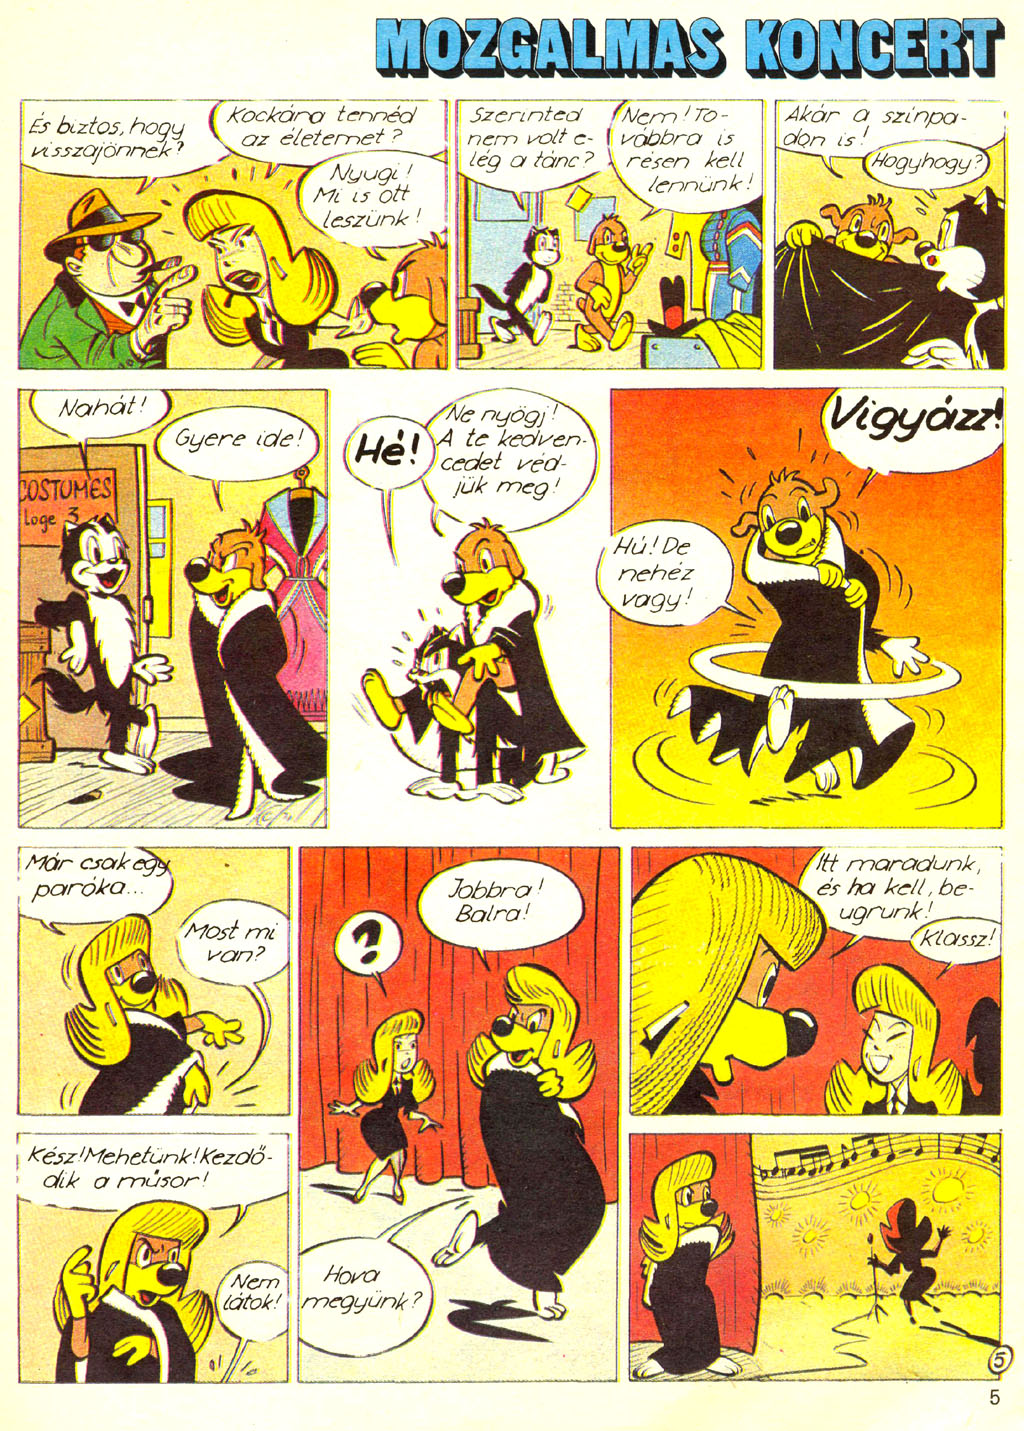 MOZGALMAS KONCERT
És biztos, hogy
visszajönnek?
Kockára tennéd
az életemet?
Nyugi!
Mi is ott
leszünk!
Szerinted
nem volt e-
lég a tánc?
Nem! To-
vábbra is
résen kell
lennünk!
Akár a színpa-
don is!
Hogyhogy?
Nahát!
Gyere ide!
COSTUMES
Loge 3
Hé!
Ne nyögj!
A te kedven-
cedet véd-
jük meg!
Vigyázz!
Hú! De
nehéz
vagy!
Már csak egy
paróka...
Most mi
van?
Kész! Mehetünk! Kezdő-
dik a műsor!
Nem
látok!
?
Jobbra!
Balra!
Hova
megyünk?
Itt maradunk,
és ha kell, be-
ugrunk!
Klassz!
5
5